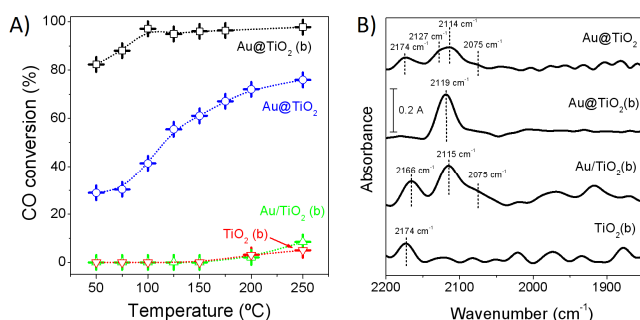 A)
CO conversion (%)
100
80
60
40
20
0
50
100
150
200
250
Temperature (ºC)
Au@TiO2 (b)
Au@TiO2
Au/TiO2 (b)
TiO2 (b)
B)
Absorbance
0.2 A
2174 cm-1
2127 cm-1
2114 cm-1
2075 cm-1
Au@TiO2
2119 cm-1
Au@TiO2(b)
2166 cm-1
2115 cm-1
2075 cm-1
Au/TiO2(b)
2174 cm-1
TiO2(b)
2200
2100
2000
1900
Wavenumber (cm-1)